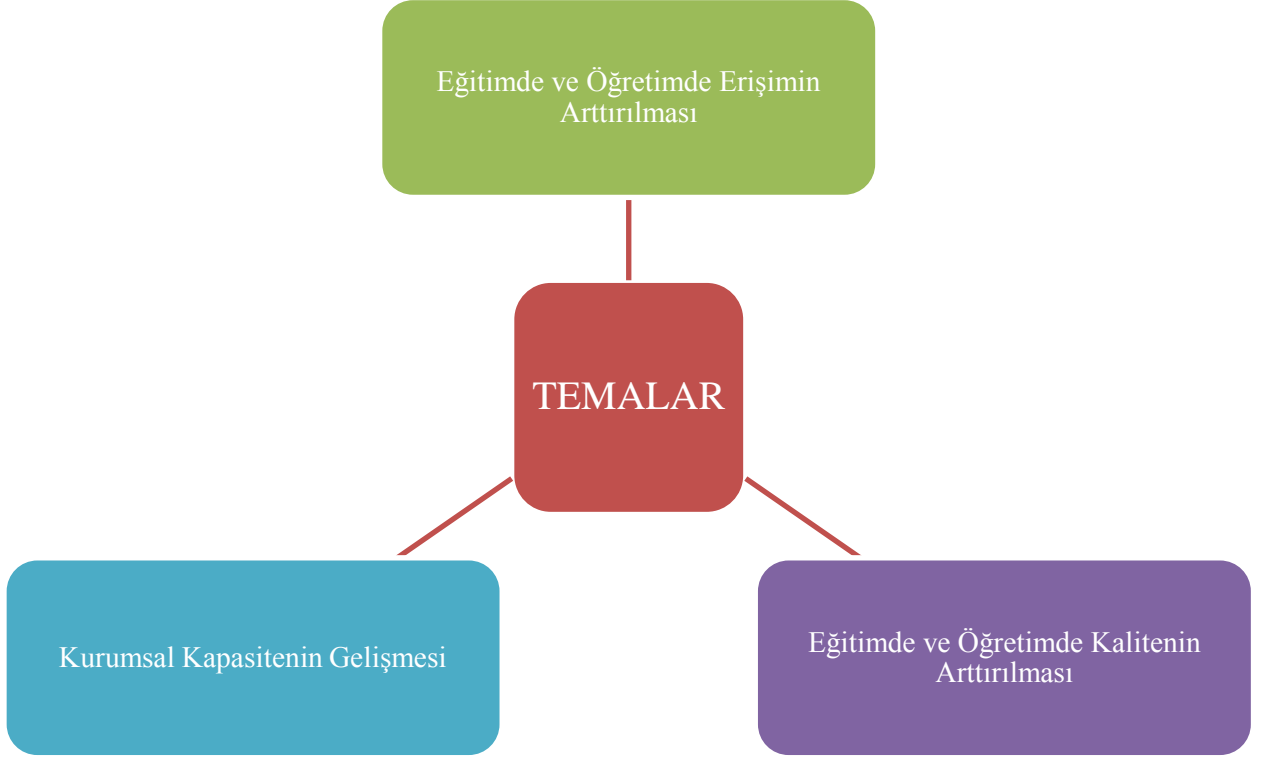 Eğitimde ve Öğretimde Erişimin
Arttırılması
TEMALAR
Kurumsal Kapasitenin Gelişmesi
Eğitimde ve Öğretimde Kalitenin
Arttırılması